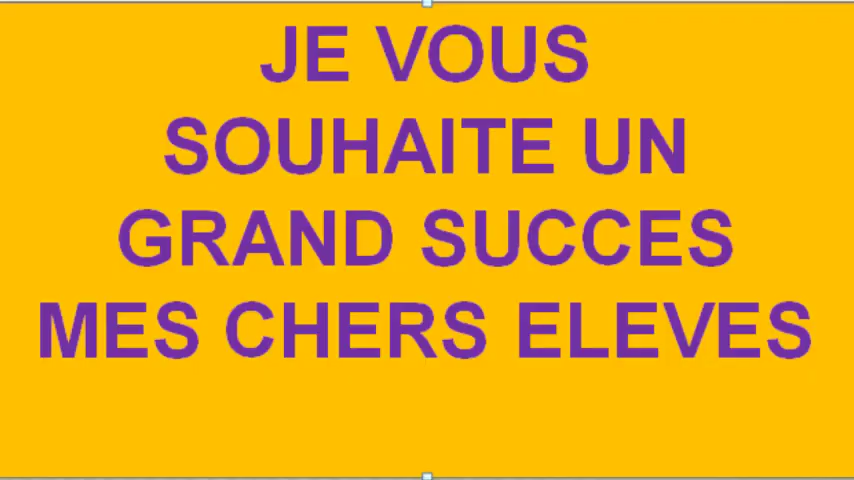 JE VOUS
SOUHAITE UN
GRAND SUCCES
MES CHERS ELEVES